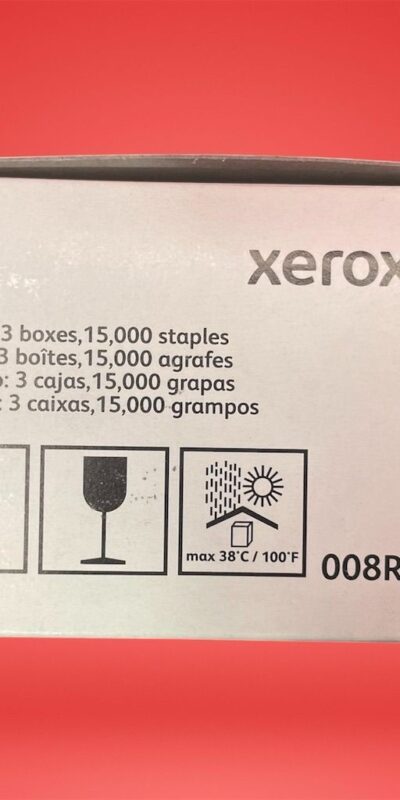 xerox
3 boxes,15,000 staples
3 boîtes,15,000 agrafes
: 3 cajas,15,000 grapas
: 3 caixas,15,000 grampos
max 38°C / 100°F
008R